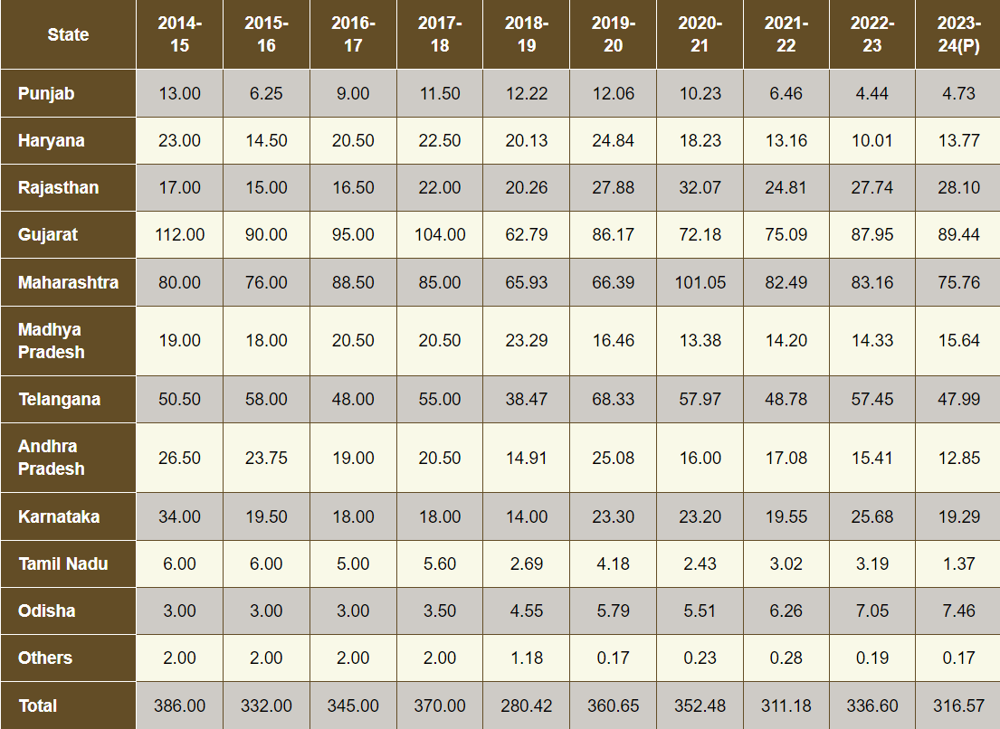 State 2014-15 2015-16 2016-17 2017-18 2018-19 2019-20 2020-21 2021-22 2022-23 2023-24(P)
Punjab 13.00 6.25 9.00 11.50 12.22 12.06 10.23 6.46 4.44 4.73
Haryana 23.00 14.50 20.50 22.50 20.13 24.84 18.23 13.16 10.01 13.77
Rajasthan 17.00 15.00 16.50 22.00 20.26 27.88 32.07 24.81 27.74 28.10
Gujarat 112.00 90.00 95.00 104.00 62.79 86.17 72.18 75.09 87.95 89.44
Maharashtra 80.00 76.00 88.50 85.00 65.93 66.39 101.05 82.49 83.16 75.76
Madhya Pradesh 19.00 18.00 20.50 20.50 23.29 16.46 13.38 14.20 14.33 15.64
Telangana 50.50 58.00 48.00 55.00 38.47 68.33 57.97 48.78 57.45 47.99
Andhra Pradesh 26.50 23.75 19.00 20.50 14.91 25.08 16.00 17.08 15.41 12.85
Karnataka 34.00 19.50 18.00 18.00 14.00 23.30 23.20 19.55 25.68 19.29
Tamil Nadu 6.00 6.00 5.00 5.60 2.69 4.18 2.43 3.02 3.19 1.37
Odisha 3.00 3.00 3.00 3.50 4.55 5.79 5.51 6.26 7.05 7.46
Others 2.00 2.00 2.00 2.00 1.18 0.17 0.23 0.28 0.19 0.17
Total 386.00 332.00 345.00 370.00 280.42 360.65 352.48 311.18 336.60 316.57